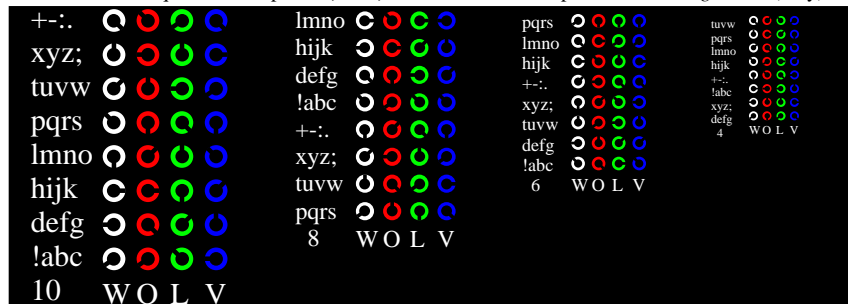 +-:.
xyz;
tuvw
pqrs
lmno
hijk
defg
!abc
10 W O L V
lmno
hijk
defg
!abc
+-:.
xyz;
tuvw
pqrs
8 W O L V
pqrs
lmno
hijk
+-:.
xyz;
tuvw
defg
!abc
6 W O L V
tuvw
pqrs
lmno
hijk
+-:.
!abc
xyz;
defg
4 W O L V